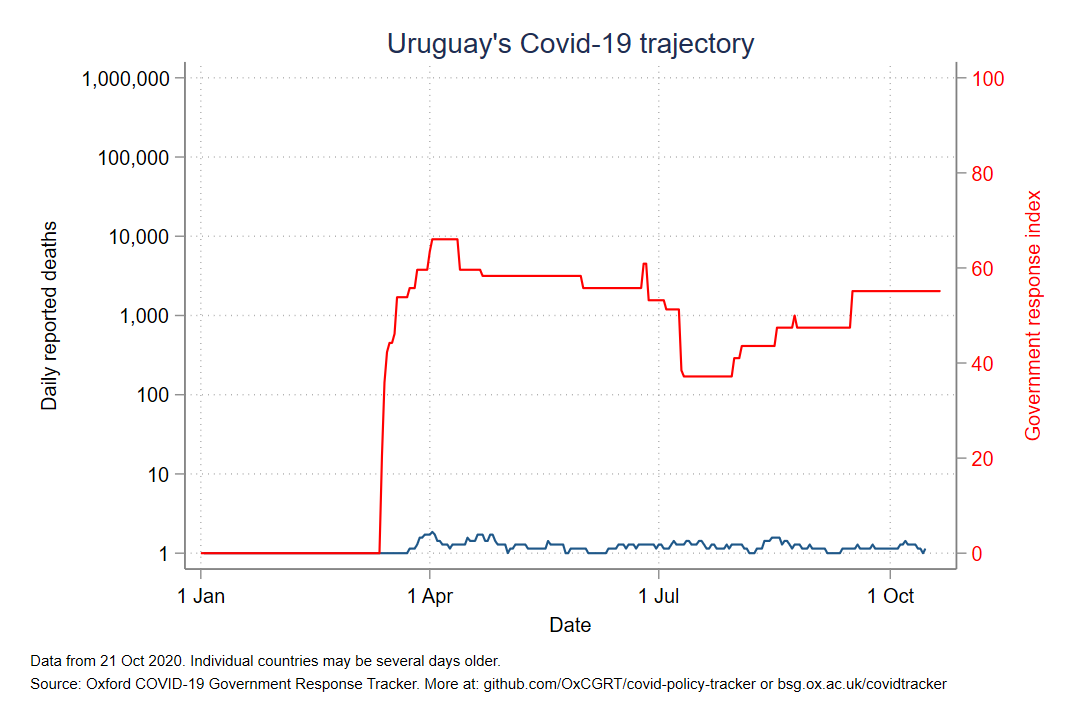 Uruguay's Covid-19 trajectory
1,000,000
100,000
10,000
1,000
100
10
1
Daily reported deaths
100
80
60
40
20
0
Government response index
1 Jan
1 Apr
1 Jul
1 Oct
Date
Data from 21 Oct 2020. Individual countries may be several days older.
Source: Oxford COVID-19 Government Response Tracker. More at: github.com/OxCGRT/covid-policy-tracker or bsg.ox.ac.uk/covidtracker